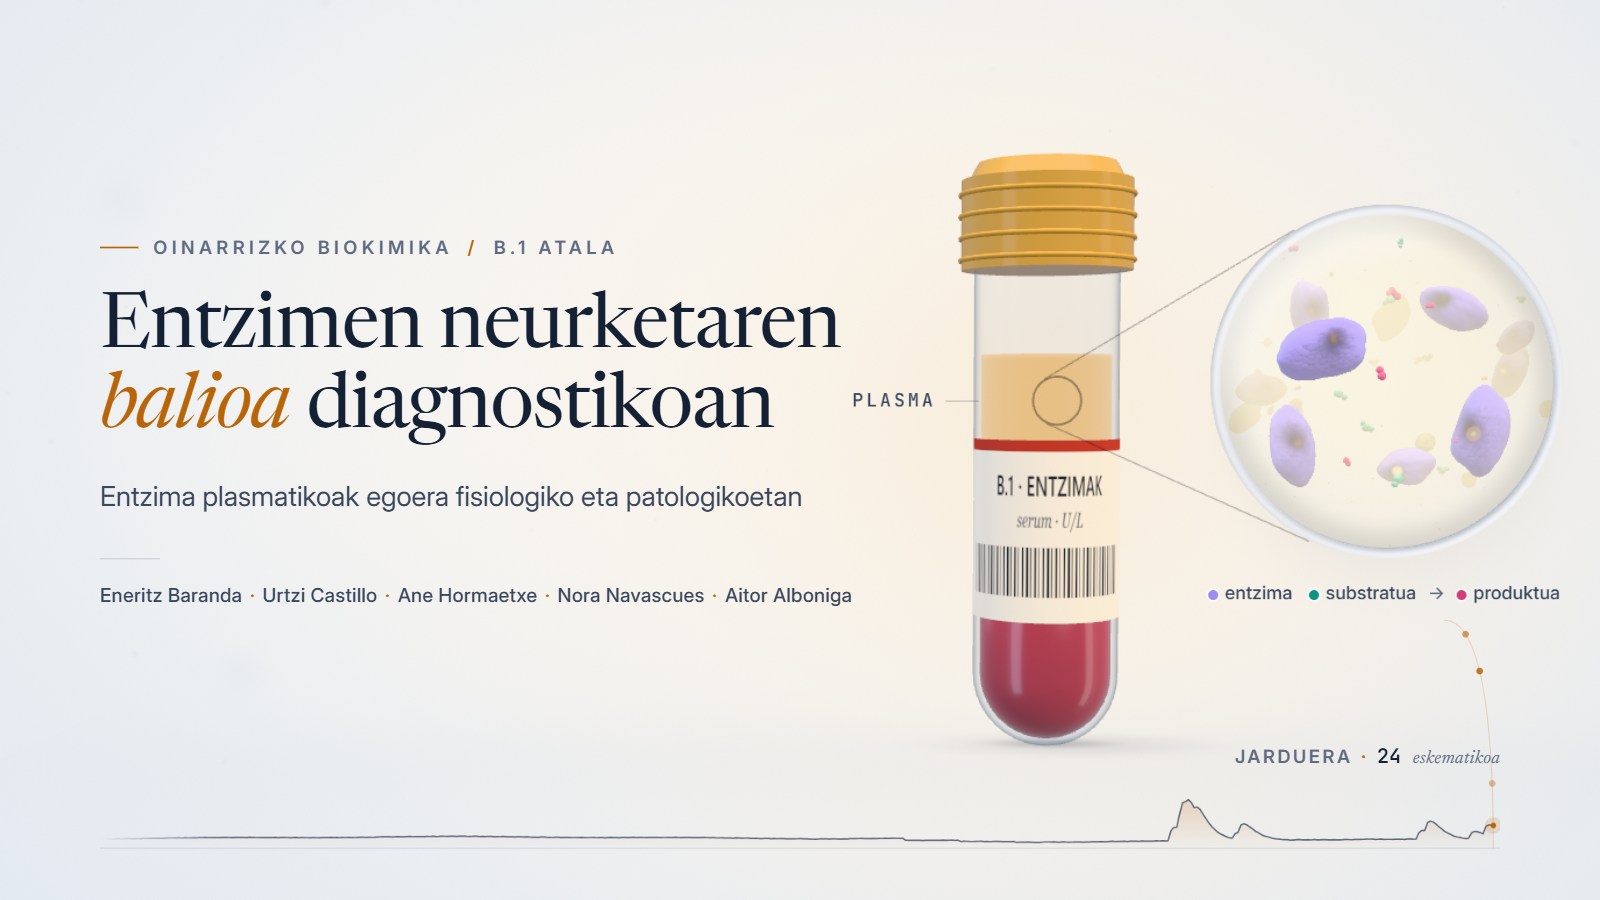 OINARRIZKO BIOKIMIKA / B.1 ATALA
Entzimen neurketaren
balioa diagnostikoan
Entzima plasmatikoak egoera fisiologiko eta patologikoetan
Eneritz Baranda · Urtzi Castillo · Ane Hormaetxe · Nora Navascues · Aitor Alboniga
PLASMA
B.1 · ENTZIMAK
serum · U/L
entzima substratua → produktua
JARDUERA · 24 eskematikoa